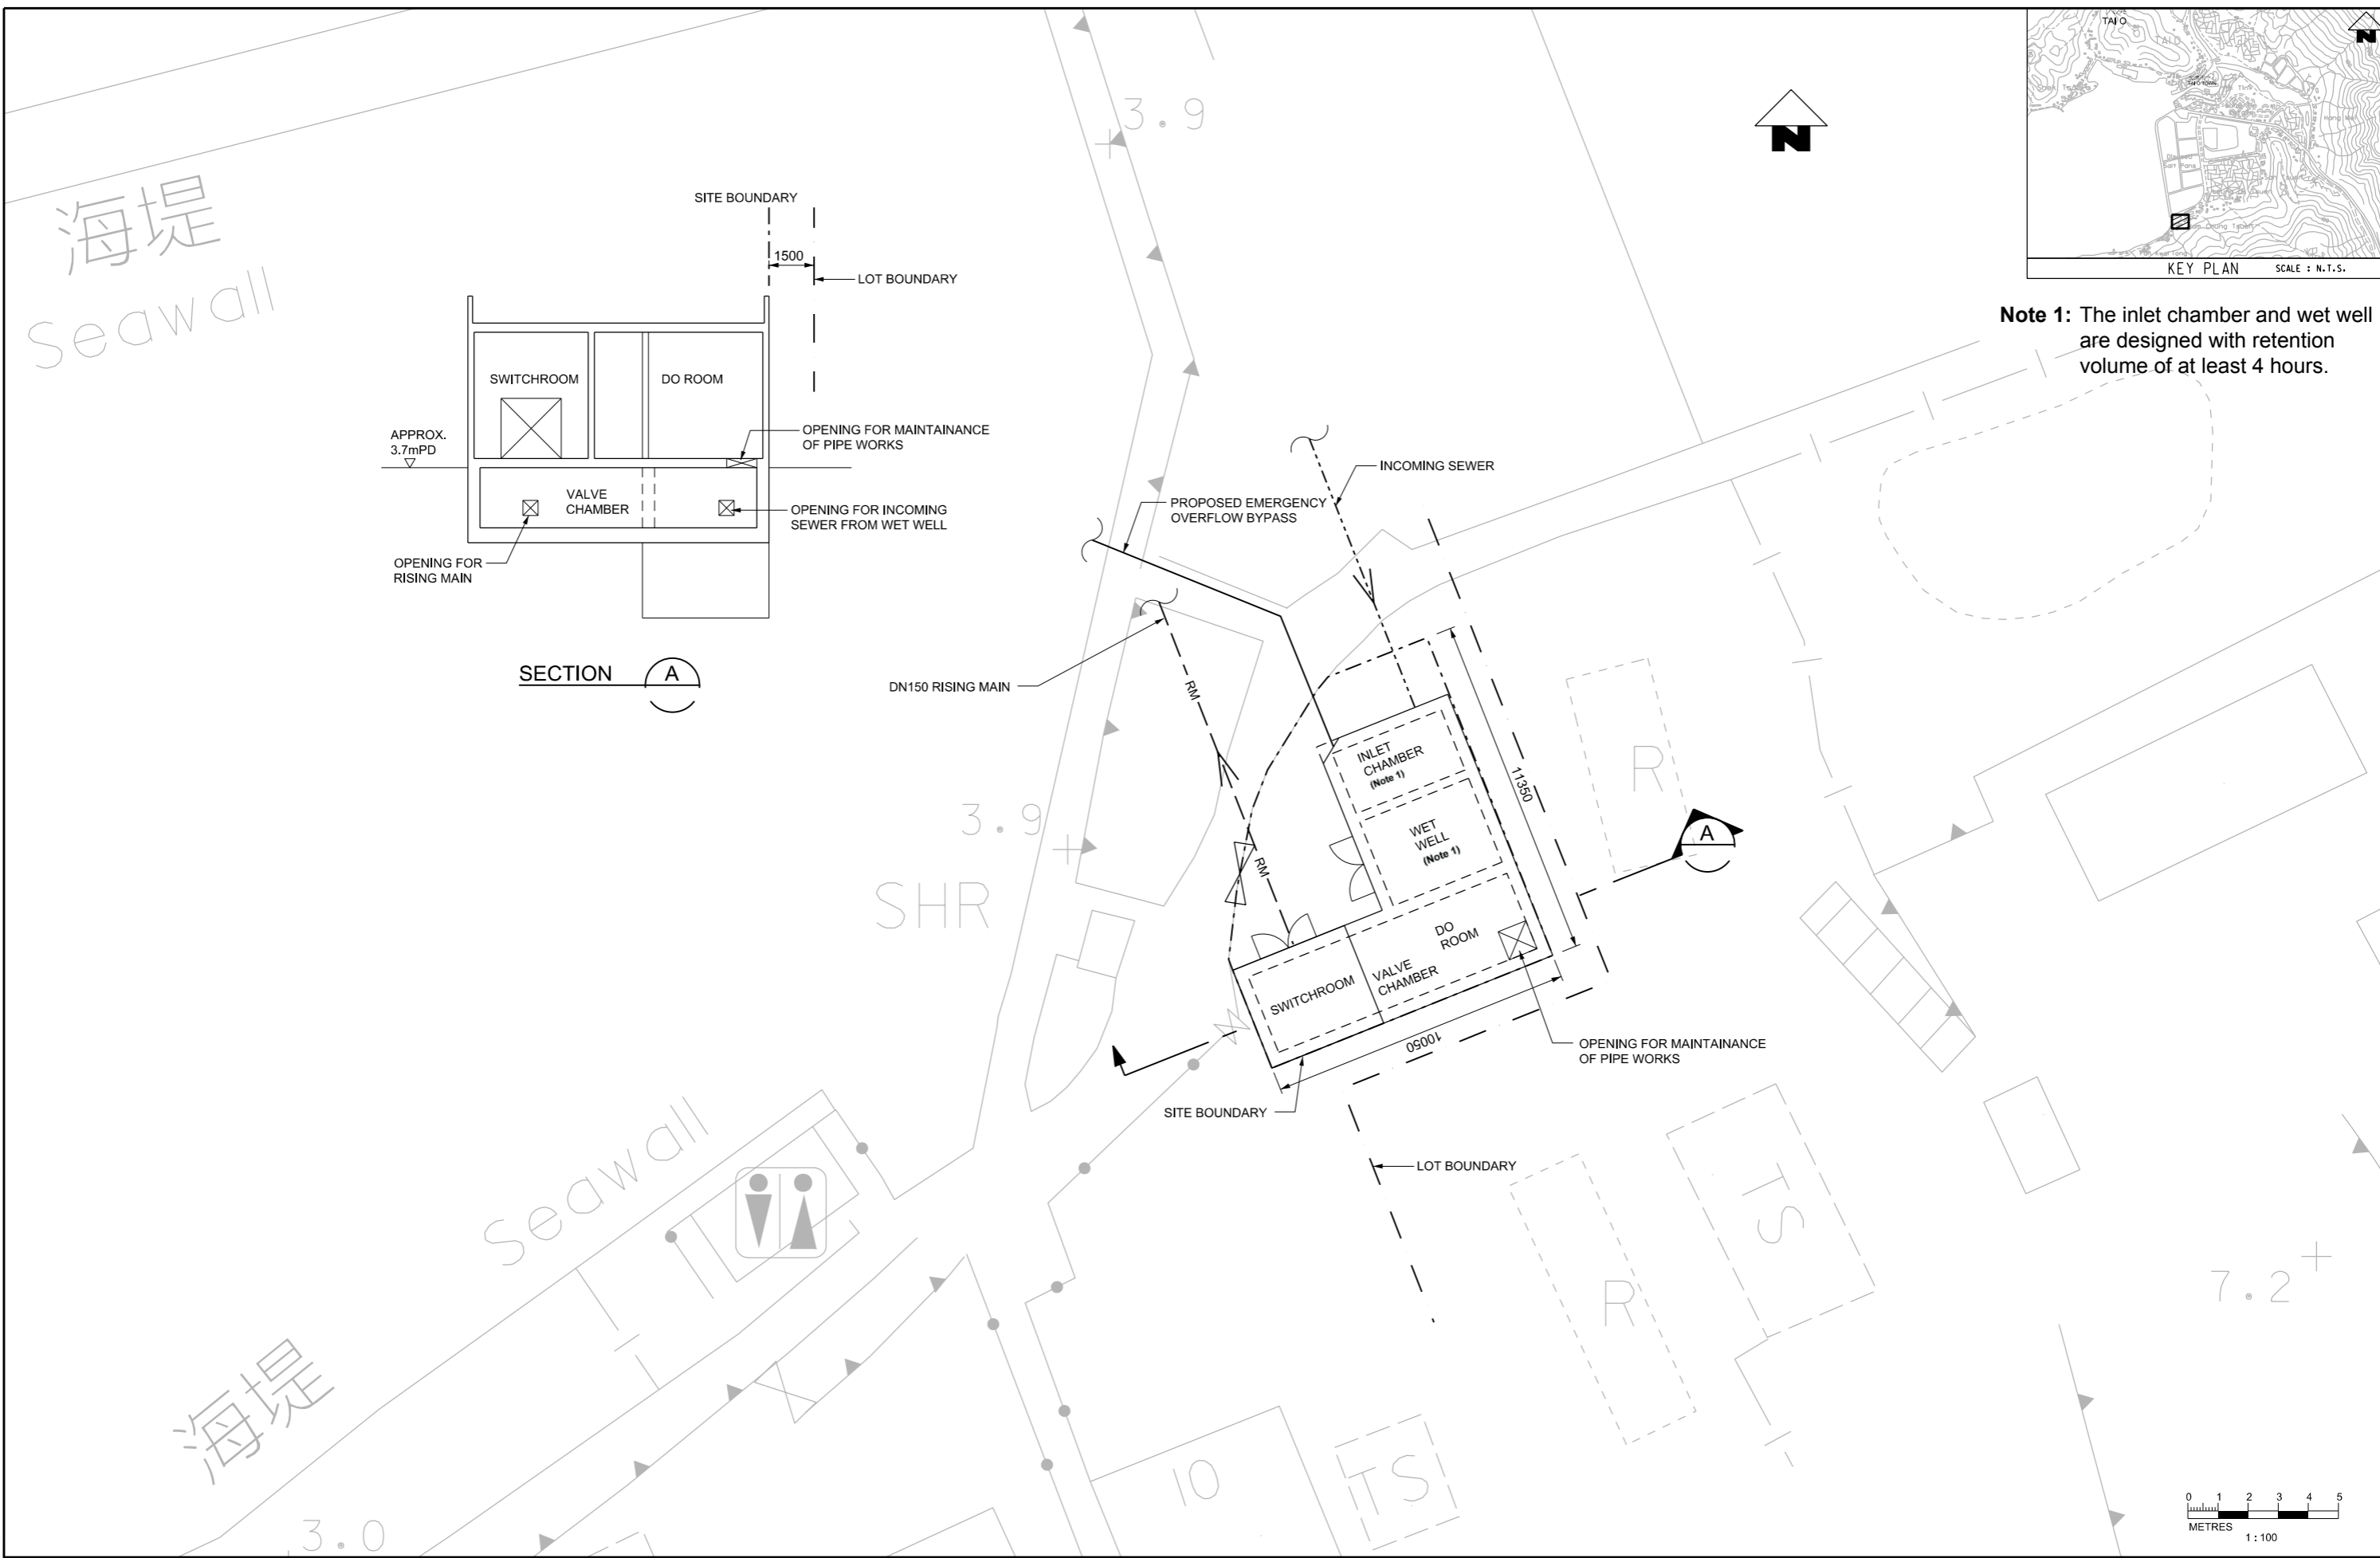 海堤
Seawall
3.9
SITE BOUNDARY
1500
LOT BOUNDARY
SWITCHROOM
DO ROOM
APPROX.
3.7mPD
OPENING FOR MAINTAINANCE
OF PIPE WORKS
VALVE
CHAMBER
OPENING FOR INCOMING
SEWER FROM WET WELL
OPENING FOR
RISING MAIN
SECTION A
N
TAI O
TAI O
N
KEY PLAN SCALE : N.T.S.
Note 1: The inlet chamber and wet well
are designed with retention
volume of at least 4 hours.
INCOMING SEWER
PROPOSED EMERGENCY
OVERFLOW BYPASS
DN150 RISING MAIN
RM
RM
INLET
CHAMBER
(Note 1)
WET
WELL
(Note 1)
11350
R
A
3.9
SHR
DO
ROOM
VALVE
CHAMBER
SWITCHROOM
10050
OPENING FOR MAINTAINANCE
OF PIPE WORKS
SITE BOUNDARY
LOT BOUNDARY
Seawall
海堤
TS
R
7.2
10
TS
3.0
0 1 2 3 4 5
METRES
1 : 100